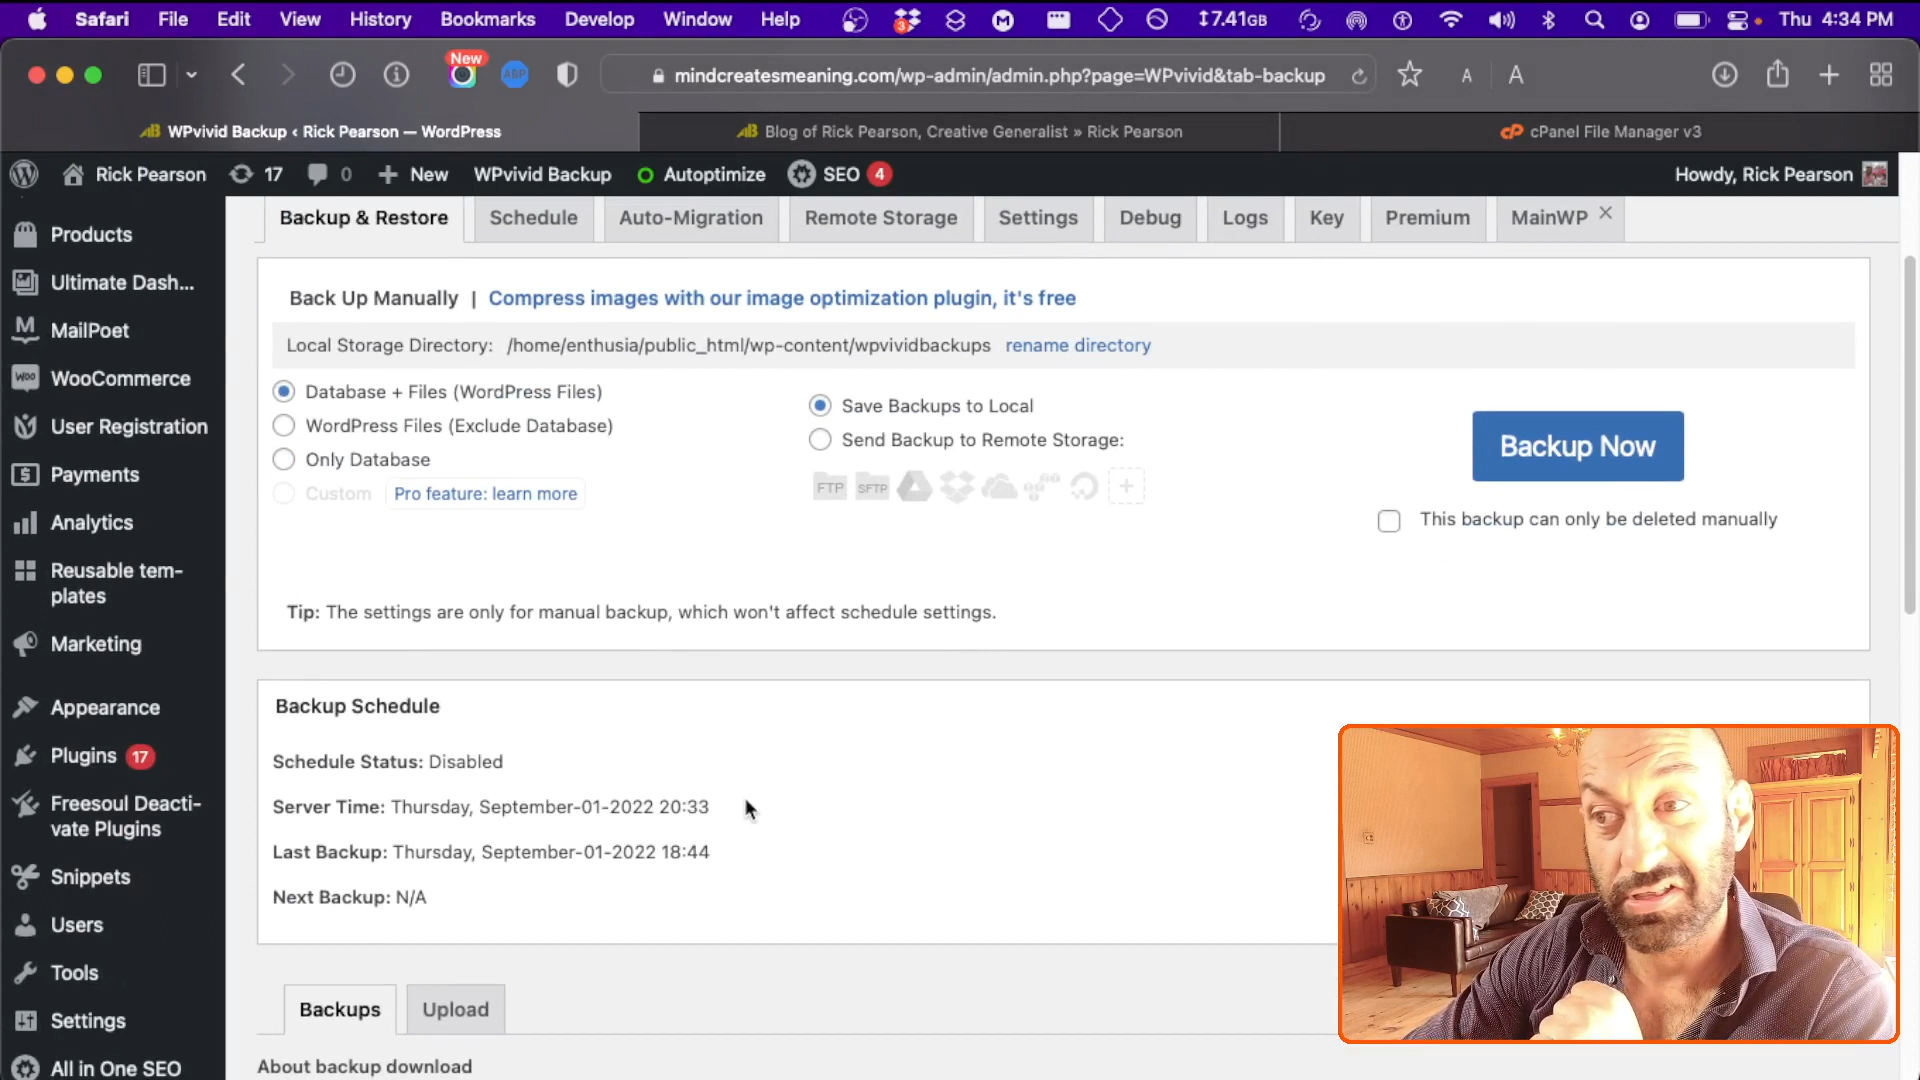 Safari File Edit View History Bookmarks Develop Window Help 3 7.41GB Thu 4:34 PM
New
ABP
mindcreatesmeaning.com/wp-admin/admin.php?page=WPvivid&tab-backup
A A
WPvivid Backup ‹ Rick Pearson — WordPress
Blog of Rick Pearson, Creative Generalist » Rick Pearson
cPanel File Manager v3
Rick Pearson 17 0 New WPvivid Backup Autoptimize SEO 4
Howdy, Rick Pearson
Products
Ultimate Dash...
MailPoet
WooCommerce
User Registration
Payments
Analytics
Reusable tem-
plates
Marketing
Appearance
Plugins 17
Freesoul Deacti-
vate Plugins
Snippets
Users
Tools
Settings
All in One SEO
Backup & Restore
Schedule
Auto-Migration
Remote Storage
Settings
Debug
Logs
Key
Premium
MainWP
Back Up Manually | Compress images with our image optimization plugin, it's free
Local Storage Directory: /home/enthusia/public_html/wp-content/wpvividbackups rename directory
Database + Files (WordPress Files)
WordPress Files (Exclude Database)
Only Database
Custom Pro feature: learn more
Save Backups to Local
Send Backup to Remote Storage:
FTP SFTP
Backup Now
This backup can only be deleted manually
Tip: The settings are only for manual backup, which won't affect schedule settings.
Backup Schedule
Schedule Status: Disabled
Server Time: Thursday, September-01-2022 20:33
Last Backup: Thursday, September-01-2022 18:44
Next Backup: N/A
Backups
Upload
About backup download